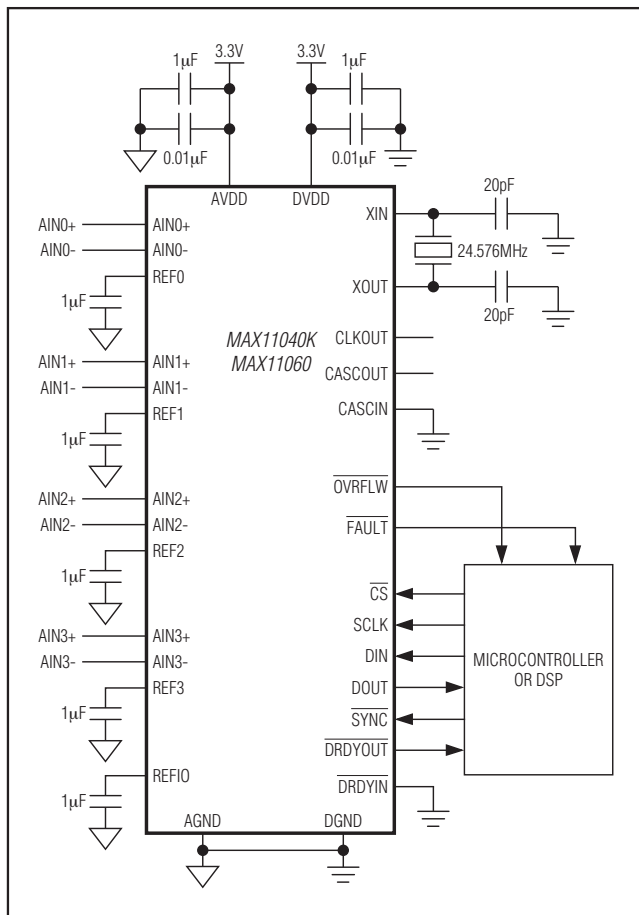 1µF
3.3V
3.3V
1µF
0.01µF
0.01µF
AVDD
DVDD
20pF
XIN
AIN0+
AIN0+
AIN0-
AIN0-
24.576MHz
REF0
1µF
XOUT
20pF
MAX11040K
MAX11060
CLKOUT
AIN1+
AIN1+
AIN1-
AIN1-
CASCOUT
REF1
CASCIN
1µF
OVRFLW
AIN2+
AIN2+
AIN2-
AIN2-
FAULT
REF2
1µF
CS
SCLK
AIN3+
AIN3+
AIN3-
AIN3-
DIN
MICROCONTROLLER
OR DSP
REF3
DOUT
1µF
SYNC
DRDYOUT
REFIO
DRDYIN
1µF
AGND
DGND